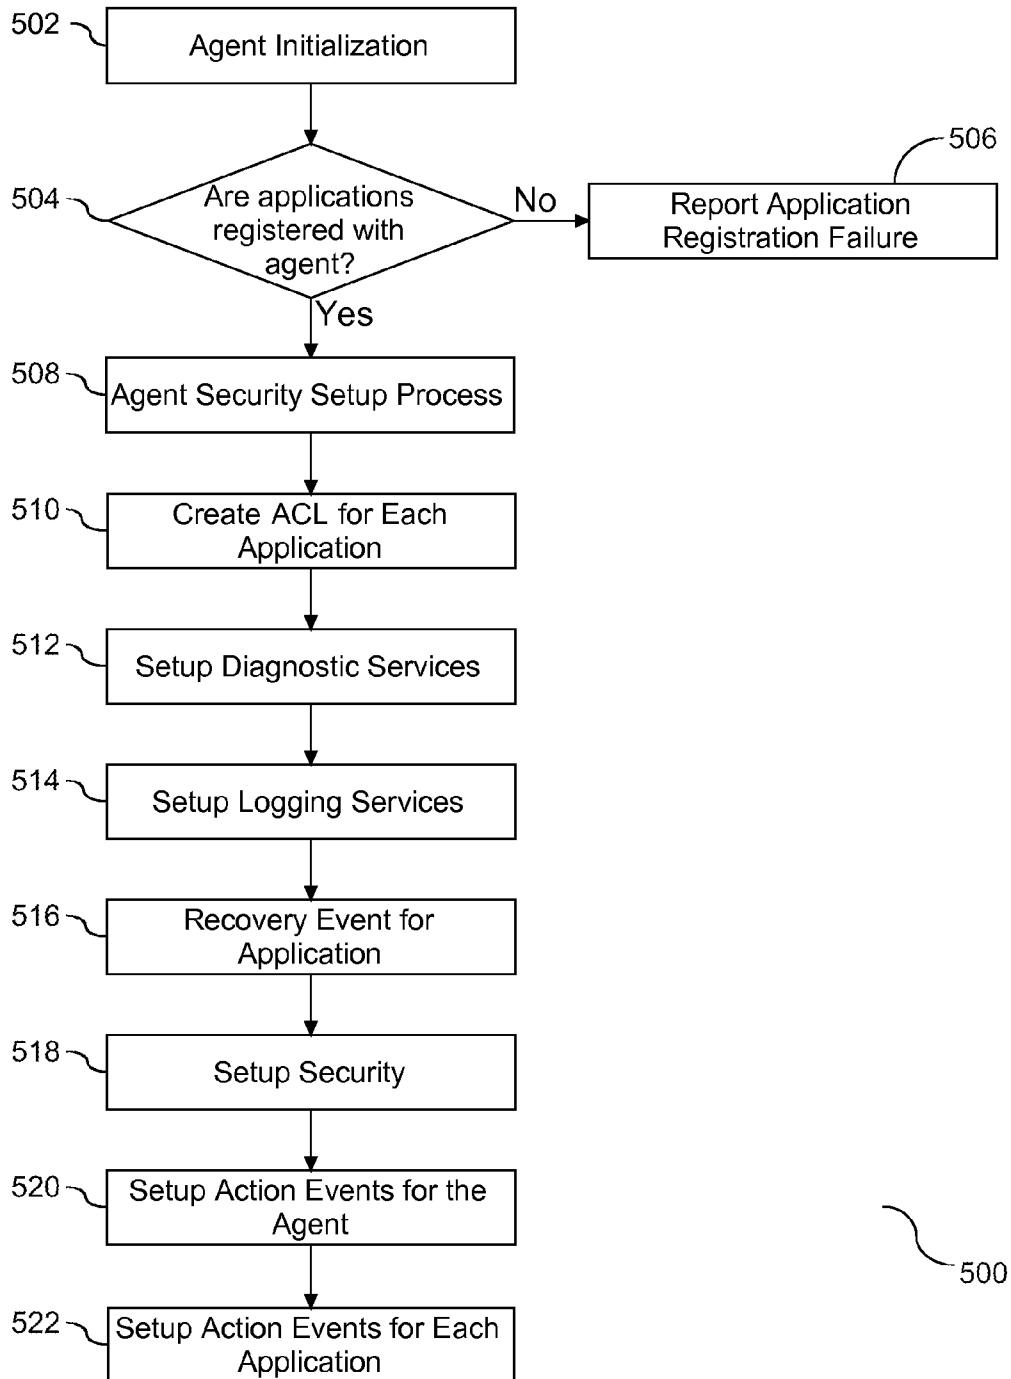 502
Agent Initialization
506
504
Are applications
registered with
agent?
No
Report Application
Registration Failure
Yes
508
Agent Security Setup Process
510
Create ACL for Each
Application
512
Setup Diagnostic Services
514
Setup Logging Services
516
Recovery Event for
Application
518
Setup Security
520
Setup Action Events for the
Agent
500
522
Setup Action Events for Each
Application